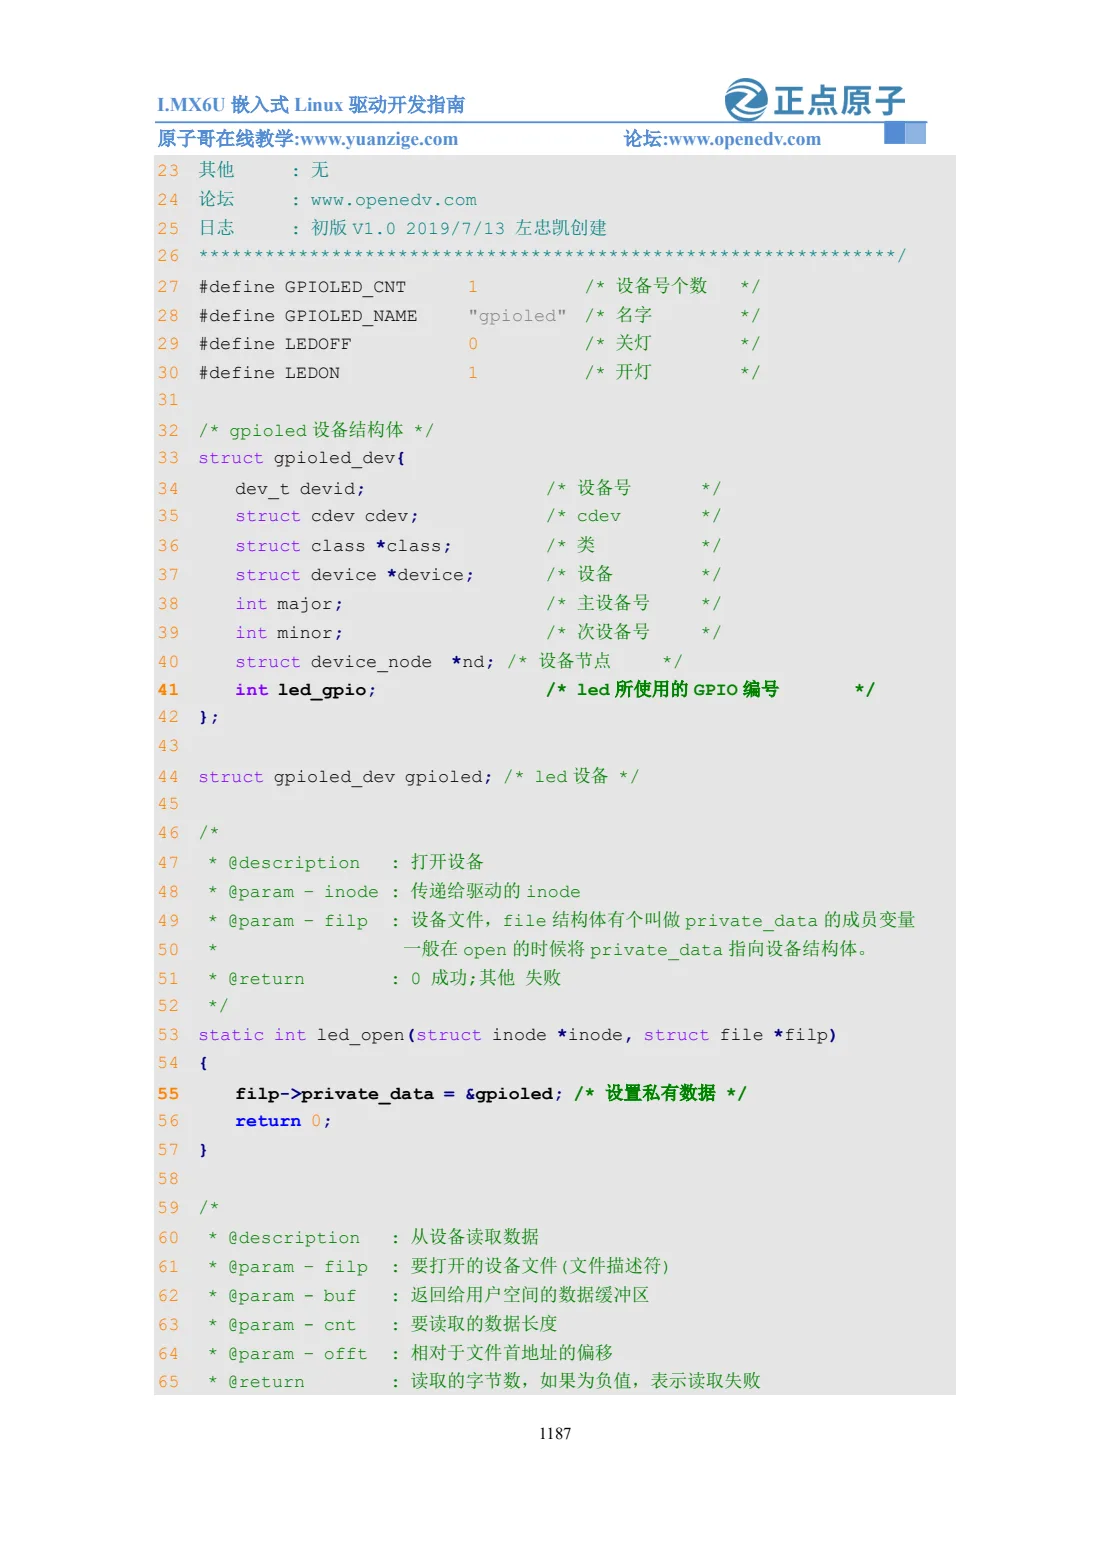 I.MX6U 嵌入式 Linux 驱动开发指南
正点原子
原子哥在线教学:www.yuanzige.com 论坛:www.openedv.com
23 其他 : 无
24 论坛 : www.openedv.com
25 日志 : 初版 V1.0 2019/7/13 左忠凯创建
26 ***************************************************************/
27 #define GPIOLED_CNT 1 /* 设备号个数 */
28 #define GPIOLED_NAME "gpioled" /* 名字 */
29 #define LEDOFF 0 /* 关灯 */
30 #define LEDON 1 /* 开灯 */
31
32 /* gpioled 设备结构体 */
33 struct gpioled_dev{
34 dev_t devid; /* 设备号 */
35 struct cdev cdev; /* cdev */
36 struct class *class; /* 类 */
37 struct device *device; /* 设备 */
38 int major; /* 主设备号 */
39 int minor; /* 次设备号 */
40 struct device_node *nd; /* 设备节点 */
41 int led_gpio; /* led 所使用的 GPIO 编号 */
42 };
43
44 struct gpioled_dev gpioled; /* led 设备 */
45
46 /*
47 * @description : 打开设备
48 * @param – inode : 传递给驱动的 inode
49 * @param – filp : 设备文件，file 结构体有个叫做 private_data 的成员变量
50 * 一般在 open 的时候将 private_data 指向设备结构体。
51 * @return : 0 成功;其他 失败
52 */
53 static int led_open(struct inode *inode, struct file *filp)
54 {
55 filp->private_data = &gpioled; /* 设置私有数据 */
56 return 0;
57 }
58
59 /*
60 * @description : 从设备读取数据
61 * @param – filp : 要打开的设备文件(文件描述符)
62 * @param - buf : 返回给用户空间的数据缓冲区
63 * @param - cnt : 要读取的数据长度
64 * @param – offt : 相对于文件首地址的偏移
65 * @return : 读取的字节数，如果为负值，表示读取失败
1187